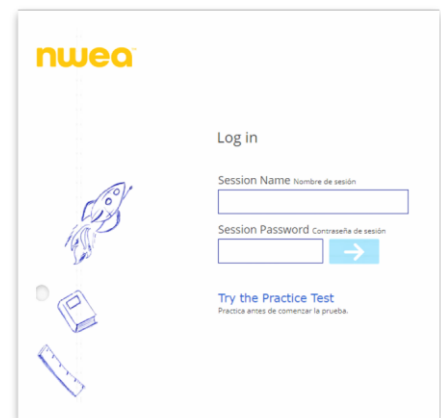 nwea
Log in
Session Name Nombre de sesión
Session Password Contraseña de sesión
Try the Practice Test
Practica antes de comenzar la prueba.